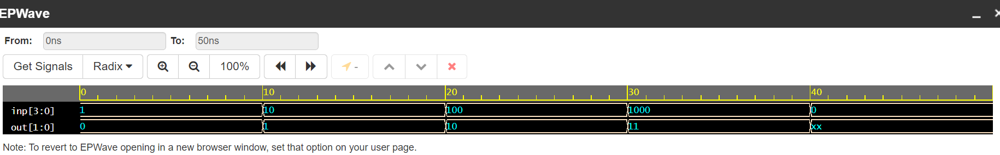 EPWave
From: 0ns To: 50ns
Get Signals Radix 100% -
0 10 20 30 40
inp[3:0] 1 10 100 1000 0
out[1:0] 0 1 10 11 xx
Note: To revert to EPWave opening in a new browser window, set that option on your user page.